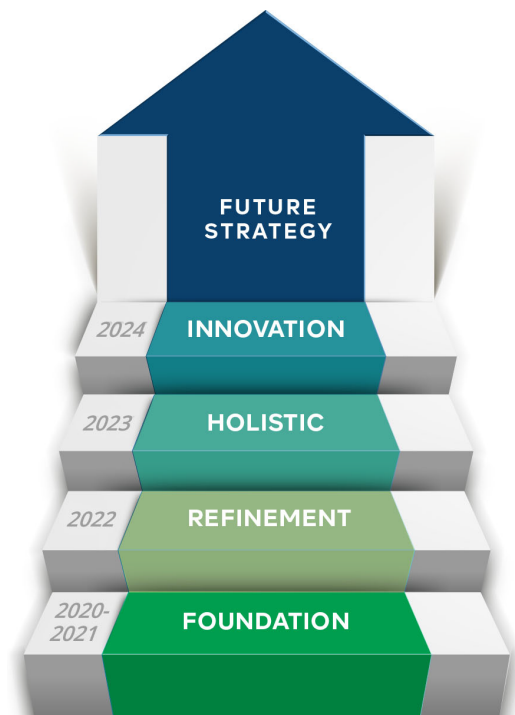 FUTURE
STRATEGY
2024 INNOVATION
2023 HOLISTIC
2022 REFINEMENT
2020-
2021 FOUNDATION